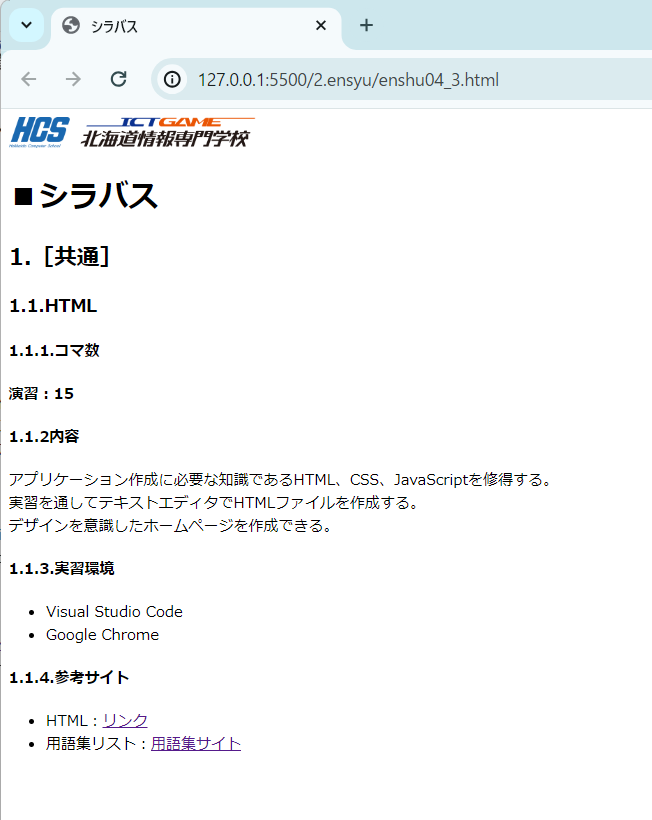 シラバス
127.0.0.1:5500/2.ensyu/enshu04_3.html
HCS
Hokkaido Computer School
ICTGAME
北海道情報専門学校
■シラバス
1.［共通］
1.1.HTML
1.1.1.コマ数
演習：15
1.1.2内容
アプリケーション作成に必要な知識であるHTML、CSS、JavaScriptを修得する。
実習を通してテキストエディタでHTMLファイルを作成する。
デザインを意識したホームページを作成できる。
1.1.3.実習環境
• Visual Studio Code
• Google Chrome
1.1.4.参考サイト
• HTML：リンク
• 用語集リスト：用語集サイト